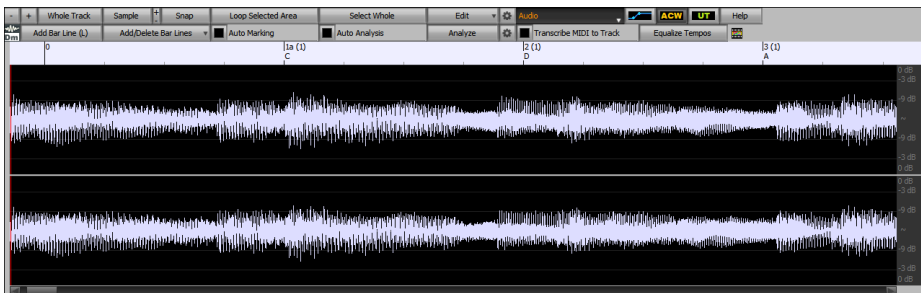 - + Whole Track Sample + - Snap Loop Selected Area Select Whole Edit Audio ACW UT Help
Dm Add Bar Line (L) Add/Delete Bar Lines Auto Marking Auto Analysis Analyze Transcribe MIDI to Track Equalize Tempos
0 1a (1) 2 (1) 3 (1)
C D A
0 dB
-3 dB
-9 dB
-9 dB
-3 dB
0 dB
0 dB
-3 dB
-9 dB
-9 dB
-3 dB
0 dB